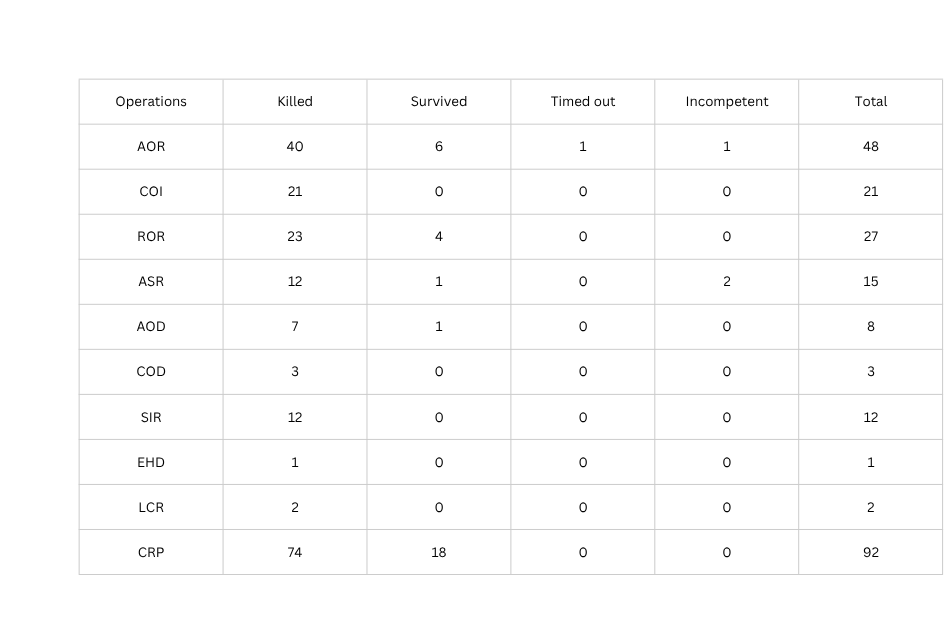 Operations Killed Survived Timed out Incompetent Total
AOR 40 6 1 1 48
COI 21 0 0 0 21
ROR 23 4 0 0 27
ASR 12 1 0 2 15
AOD 7 1 0 0 8
COD 3 0 0 0 3
SIR 12 0 0 0 12
EHD 1 0 0 0 1
LCR 2 0 0 0 2
CRP 74 18 0 0 92